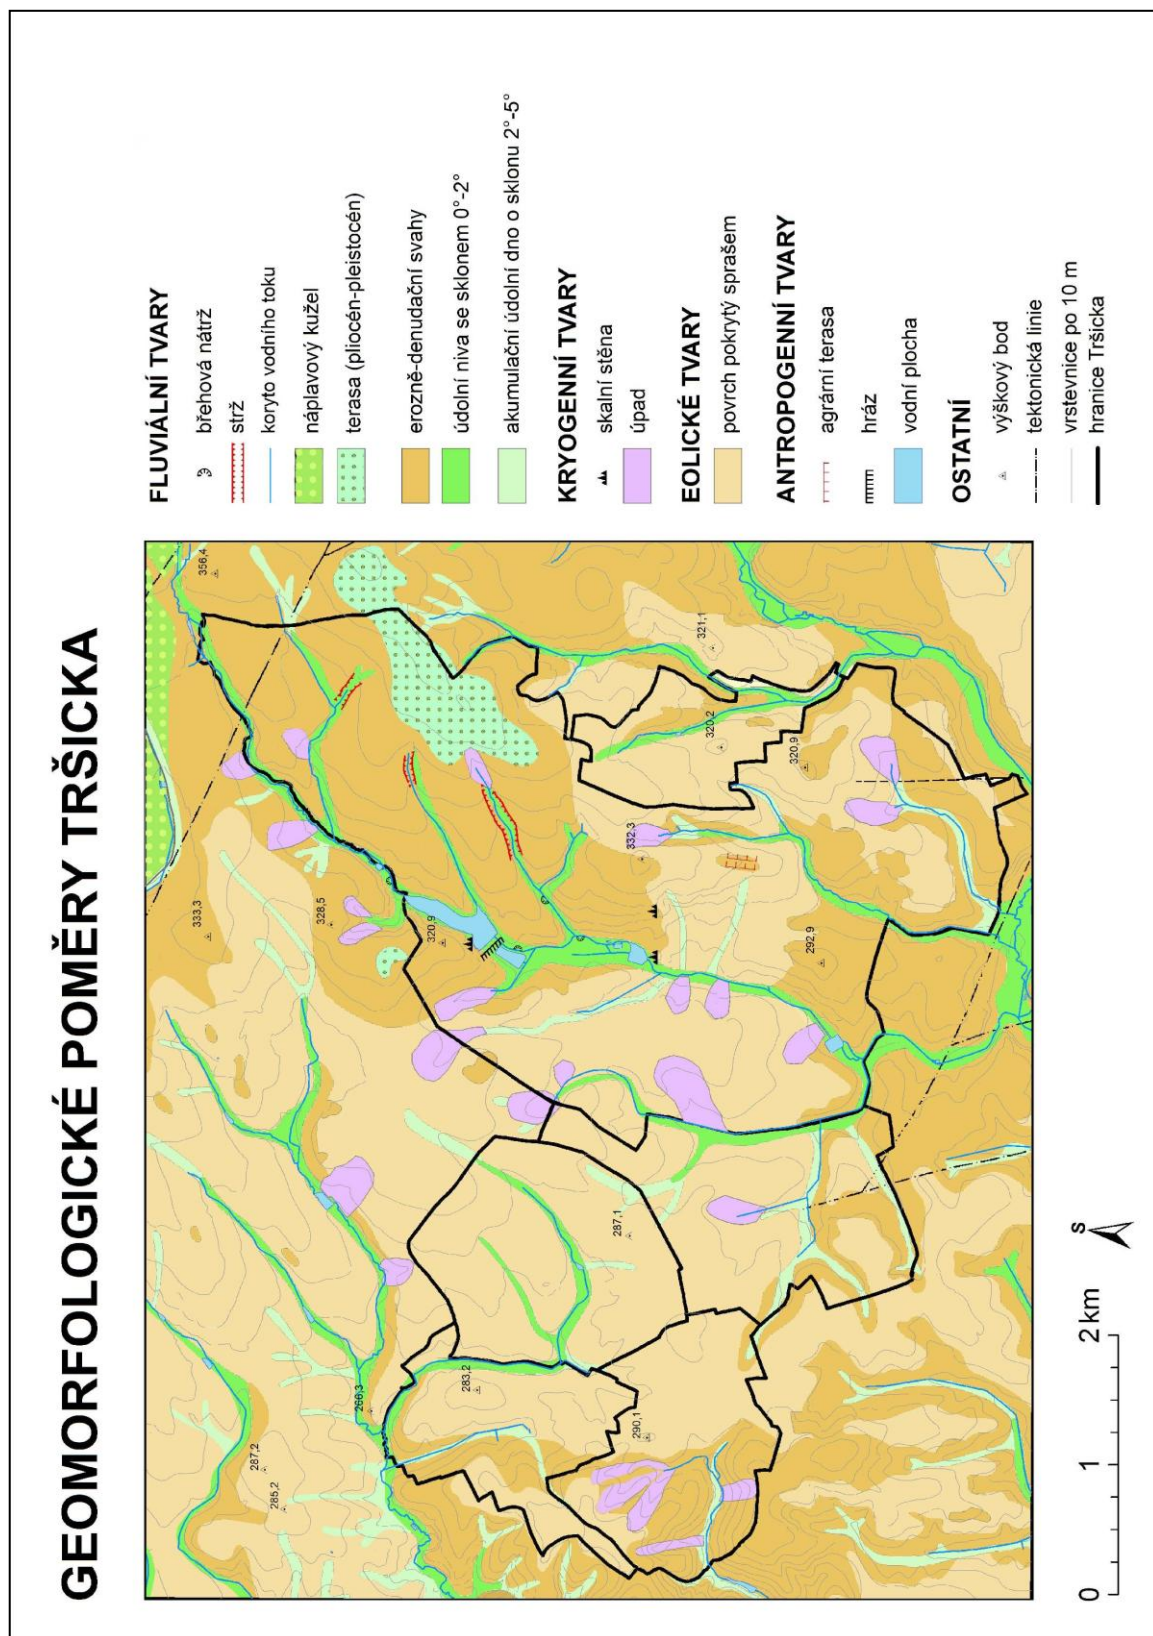 GEOMORFOLOGICKÉ POMĚRY TRŠICKA
356,4
333,3
328,5
320,9
321,1
320,2
320,9
332,3
292,9
287,1
266,3
283,2
290,1
287,2
285,2
FLUVIÁLNÍ TVARY
břehová nátrž
strž
koryto vodního toku
náplavový kužel
terasa (pliocén-pleistocén)
erozně-denudační svahy
údolní niva se sklonem 0°-2°
akumulační údolní dno o sklonu 2°-5°
KRYOGENNÍ TVARY
skalní stěna
úpad
EOLICKÉ TVARY
povrch pokrytý sprašem
ANTROPOGENNÍ TVARY
agrární terasa
hráz
vodní plocha
OSTATNÍ
výškový bod
tektonická linie
vrstevnice po 10 m
hranice Tršicka
0 1 2 km
S